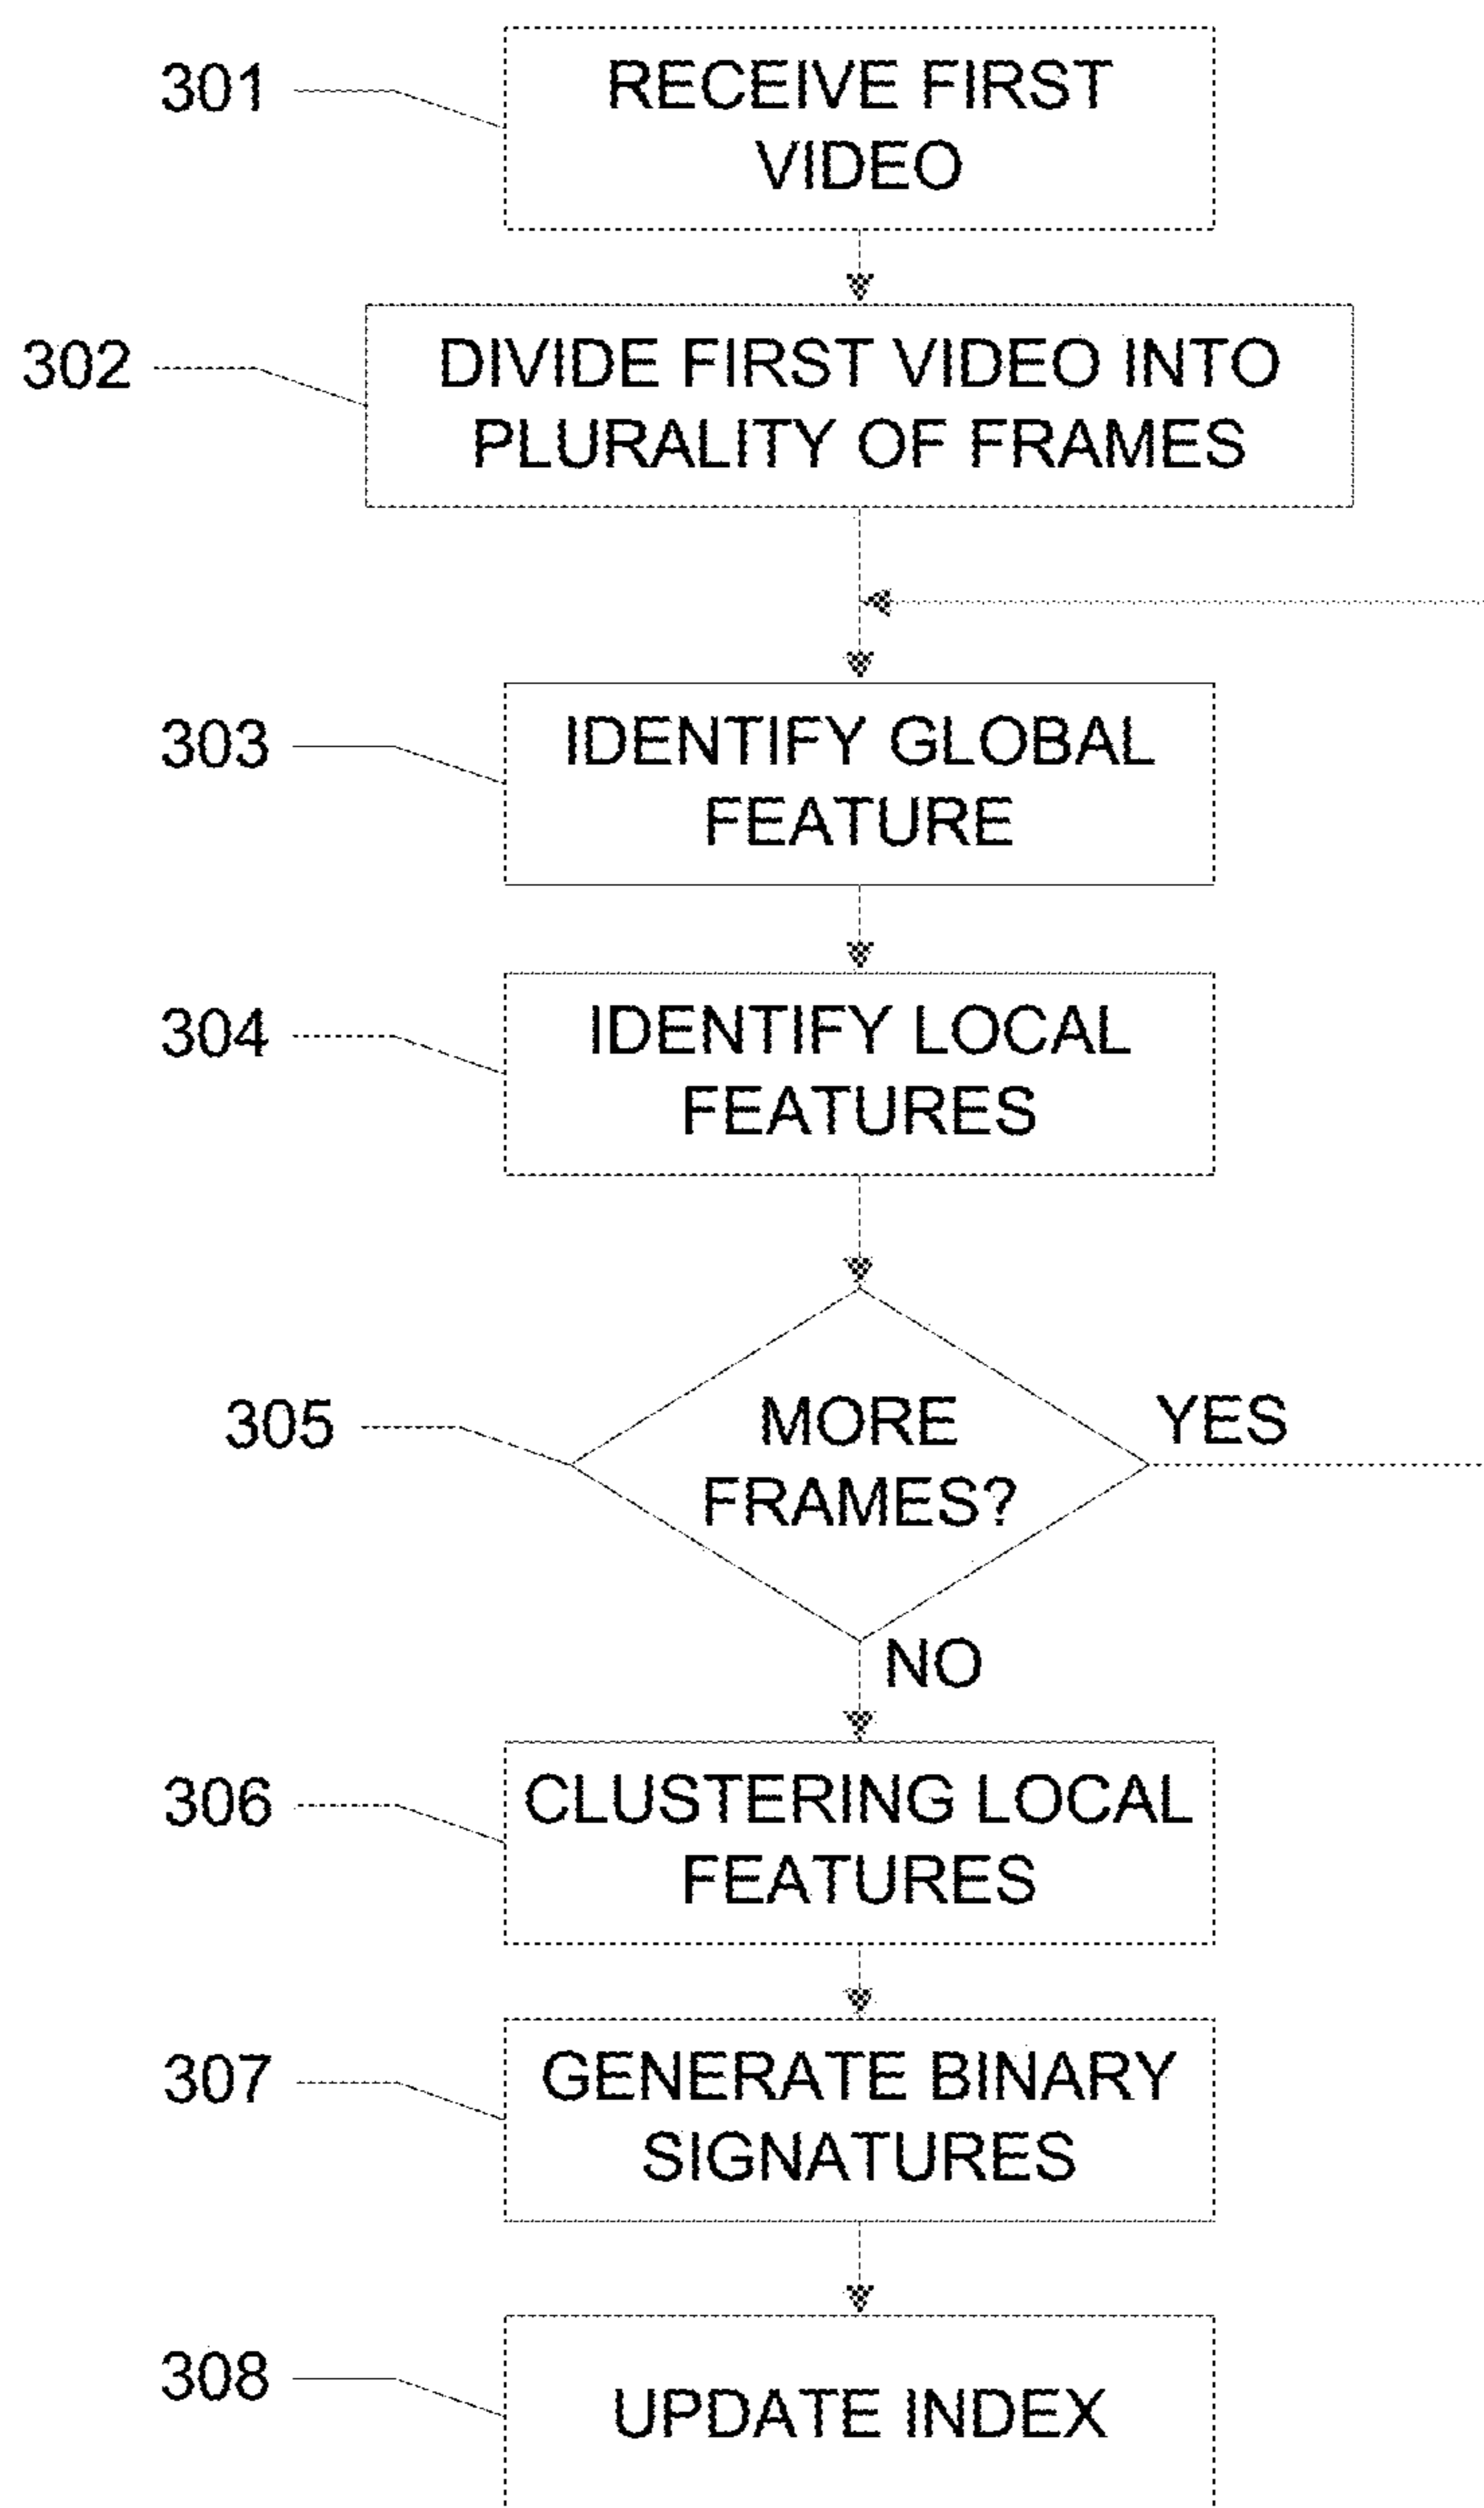 301
RECEIVE FIRST
VIDEO
302
DIVIDE FIRST VIDEO INTO
PLURALITY OF FRAMES
303
IDENTIFY GLOBAL
FEATURE
304
IDENTIFY LOCAL
FEATURES
305
MORE
FRAMES?
YES
NO
306
CLUSTERING LOCAL
FEATURES
307
GENERATE BINARY
SIGNATURES
308
UPDATE INDEX